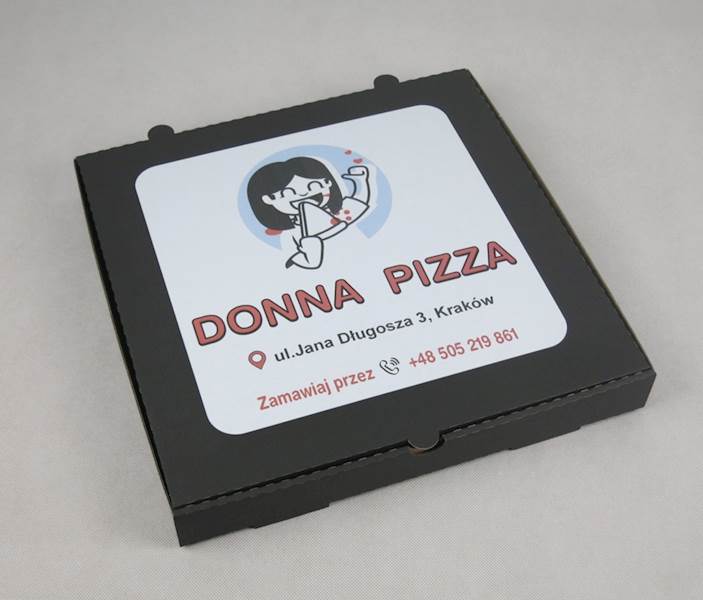 DONNA PIZZA
ul.Jana Długosza 3, Kraków
Zamawiaj przez +48 505 219 861